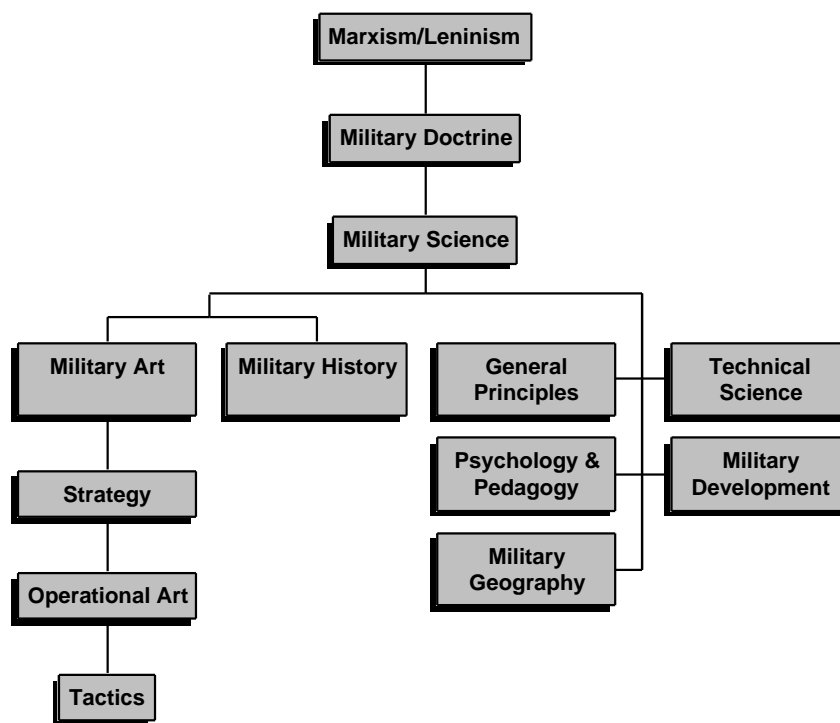 Marxism/Leninism
Military Doctrine
Military Science
Military Art
Military History
General
Principles
Technical
Science
Psychology &
Pedagogy
Military
Development
Strategy
Military
Geography
Operational Art
Tactics